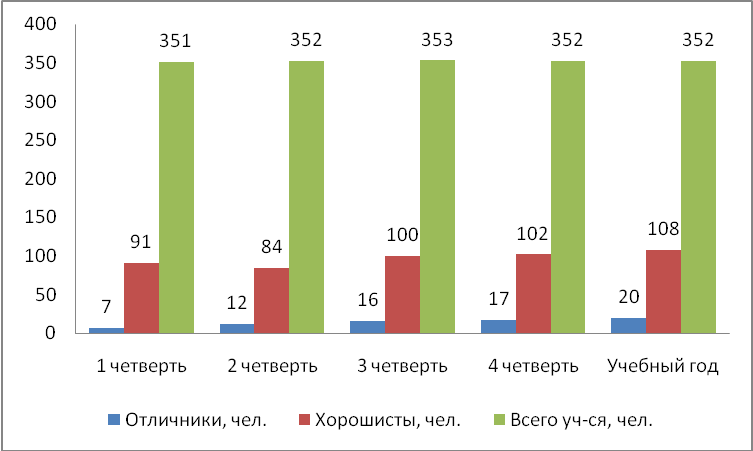 400
350
300
250
200
150
100
50
0
7 91 351
12 84 352
16 100 353
17 102 352
20 108 352
1 четверть 2 четверть 3 четверть 4 четверть Учебный год
Отличники, чел. Хорошисты, чел. Всего уч-ся, чел.